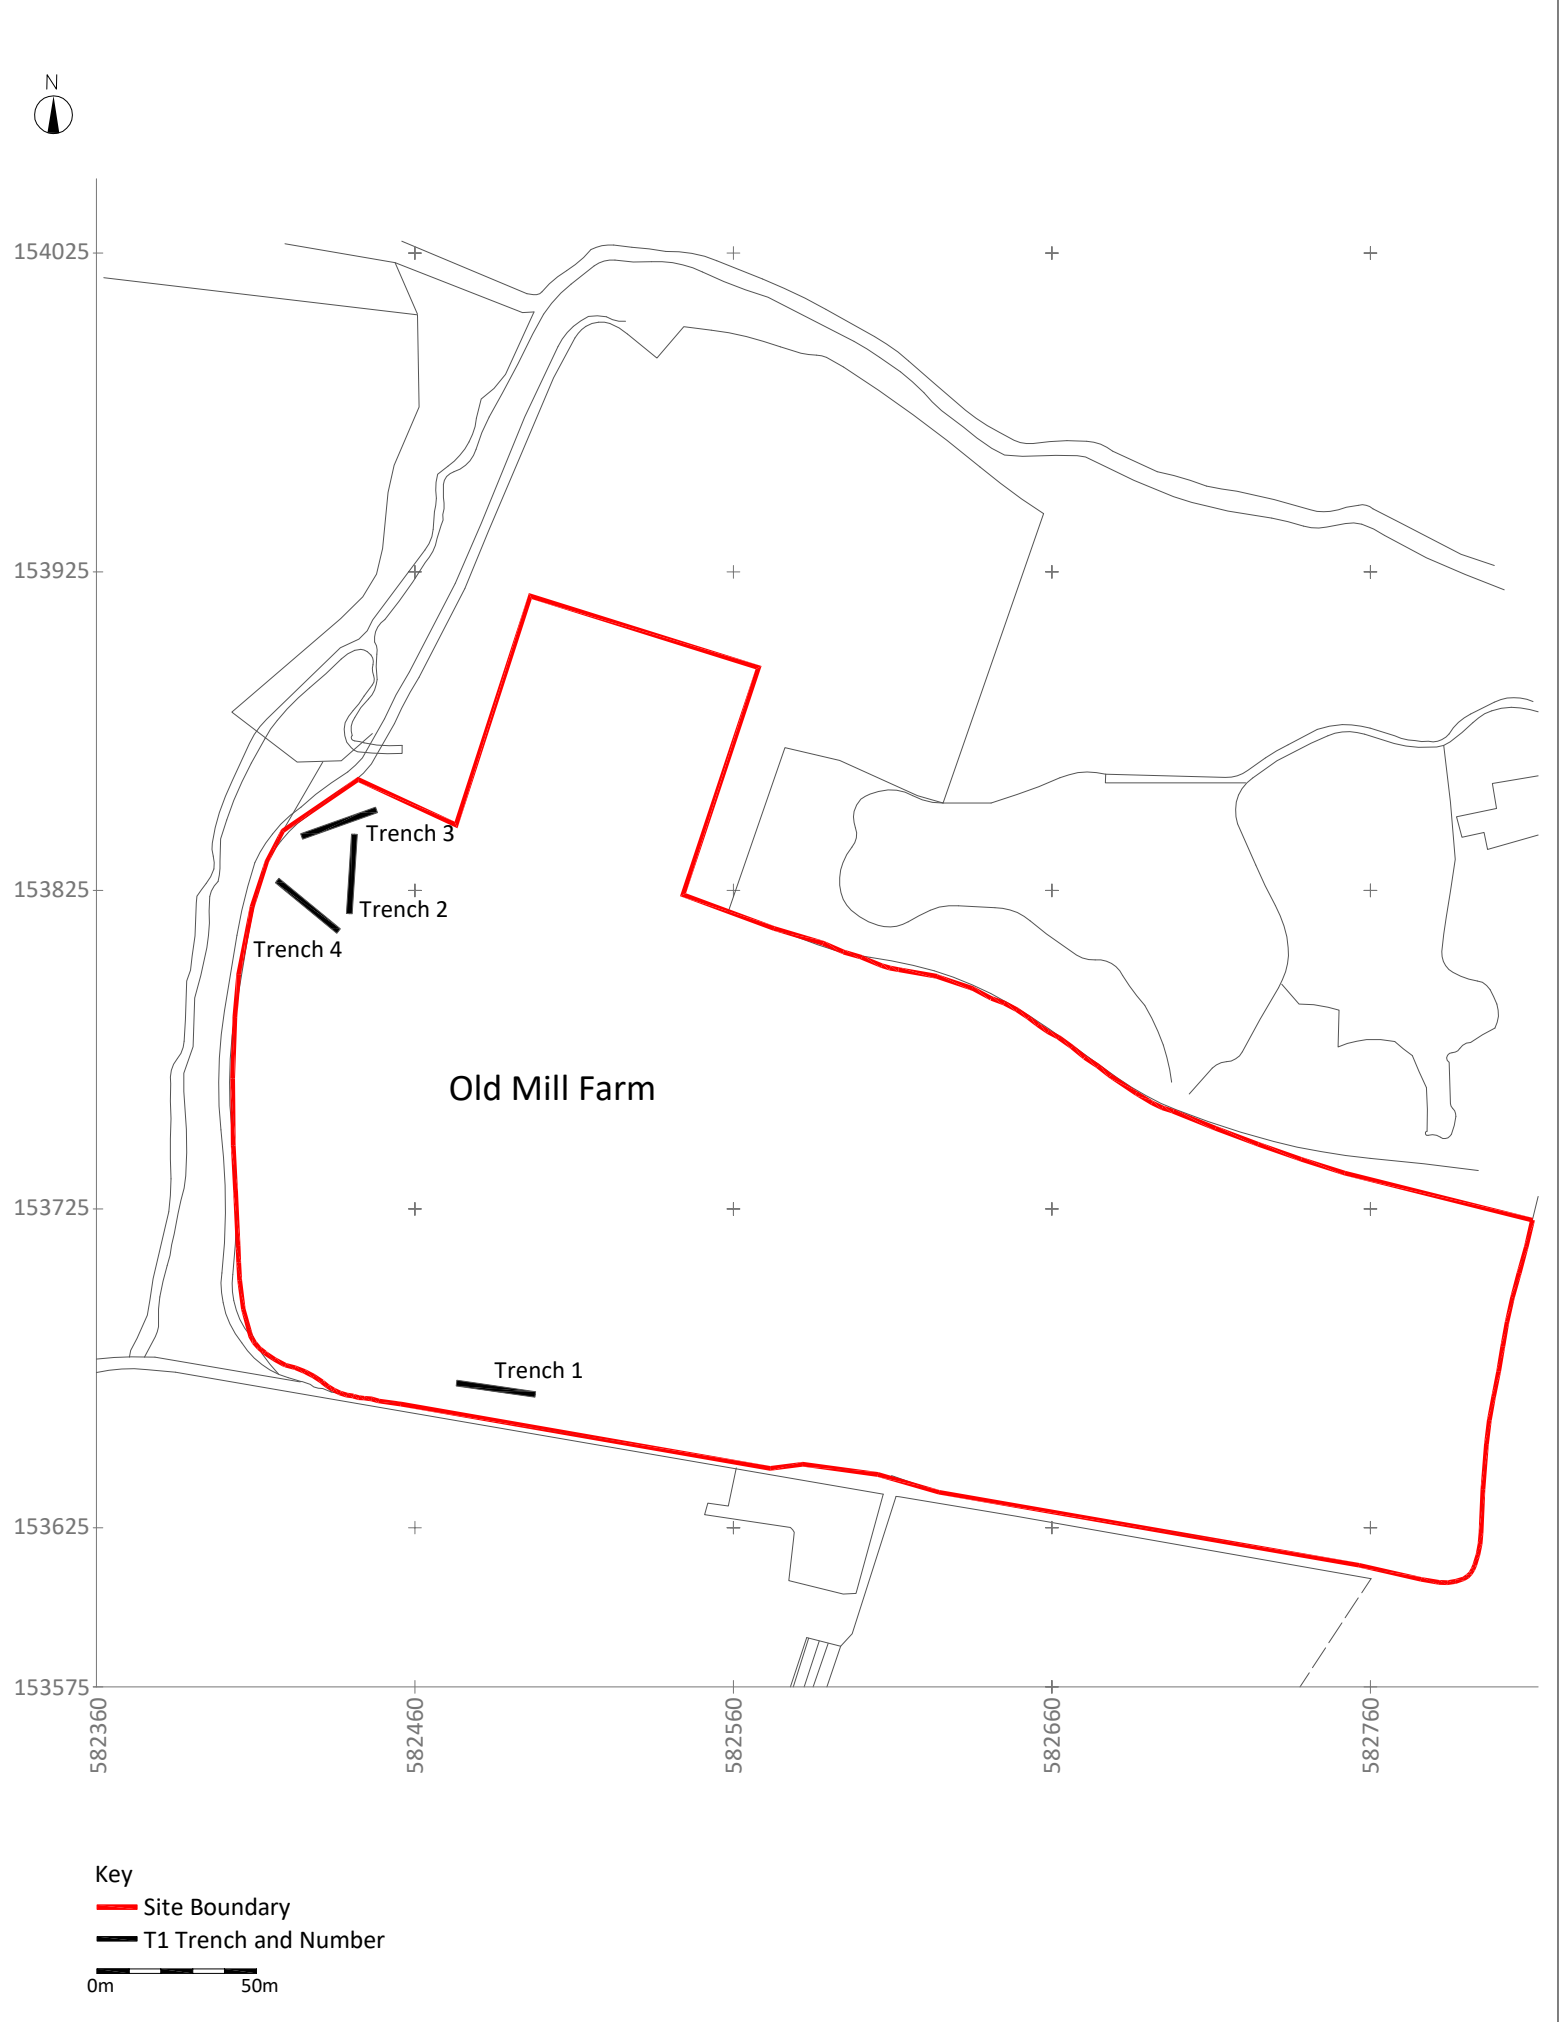 N
154025
153925
Trench 3
153825
Trench 2
Trench 4
Old Mill Farm
153725
Trench 1
153625
153575
582360
582460
582560
582660
582760
Key
Site Boundary
T1 Trench and Number
0m
50m